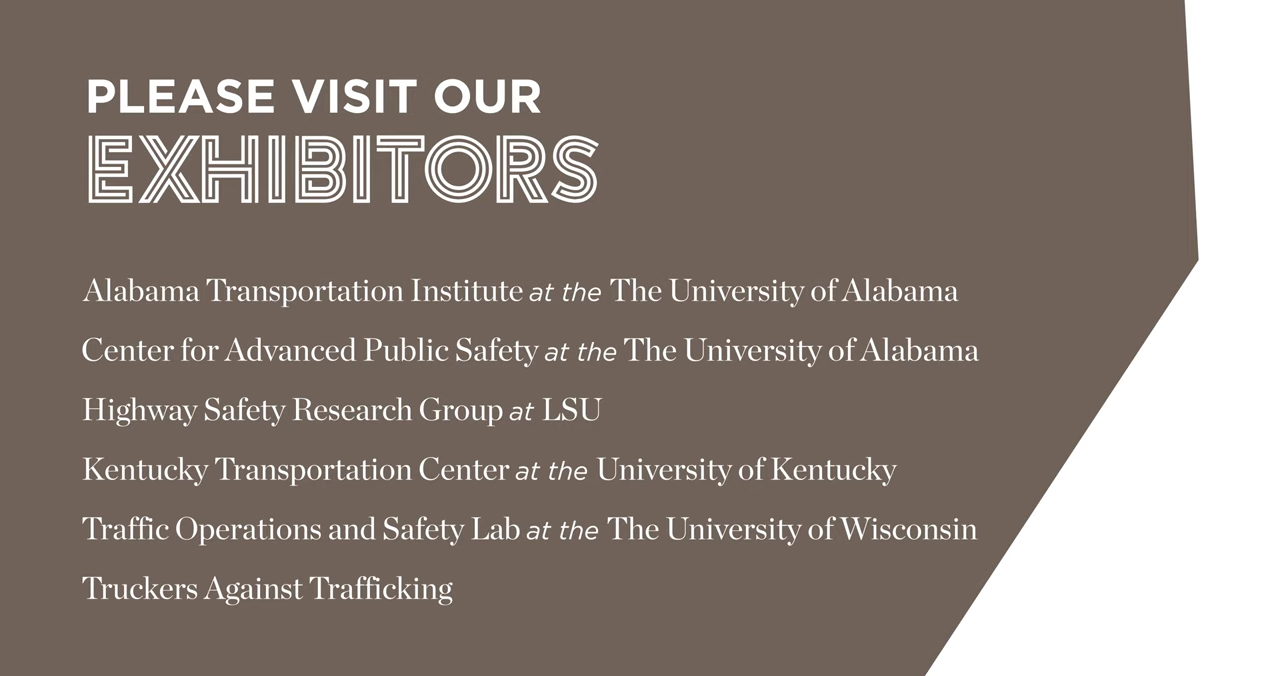 PLEASE VISIT OUR
EXHIBITORS
Alabama Transportation Institute at the The University of Alabama
Center for Advanced Public Safety at the The University of Alabama
Highway Safety Research Group at LSU
Kentucky Transportation Center at the University of Kentucky
Traffic Operations and Safety Lab at the The University of Wisconsin
Truckers Against Trafficking